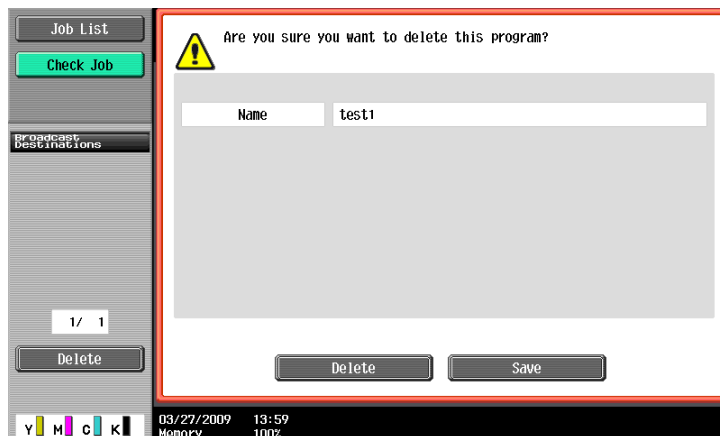 Job List
Check Job
Broadcast
Destinations
1/ 1
Delete
Y M C K
Are you sure you want to delete this program?
Name test1
Delete Save
03/27/2009 13:59
Memory 100%